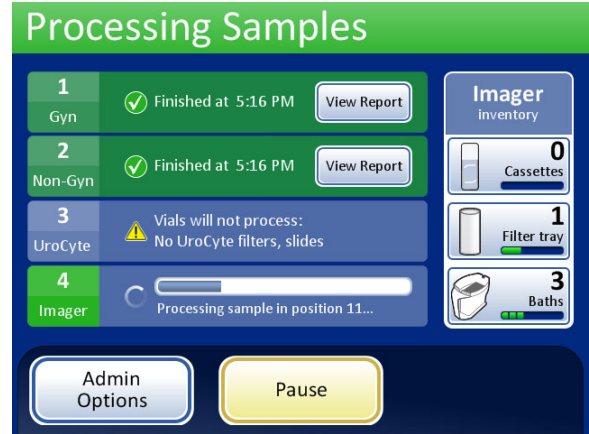 Processing Samples
1
Gyn
Finished at 5:16 PM
View Report
2
Non-Gyn
Finished at 5:16 PM
View Report
3
UroCyte
Vials will not process:
No UroCyte filters, slides
4
Imager
Processing sample in position 11...
Imager
inventory
0
Cassettes
1
Filter tray
3
Baths
Admin
Options
Pause